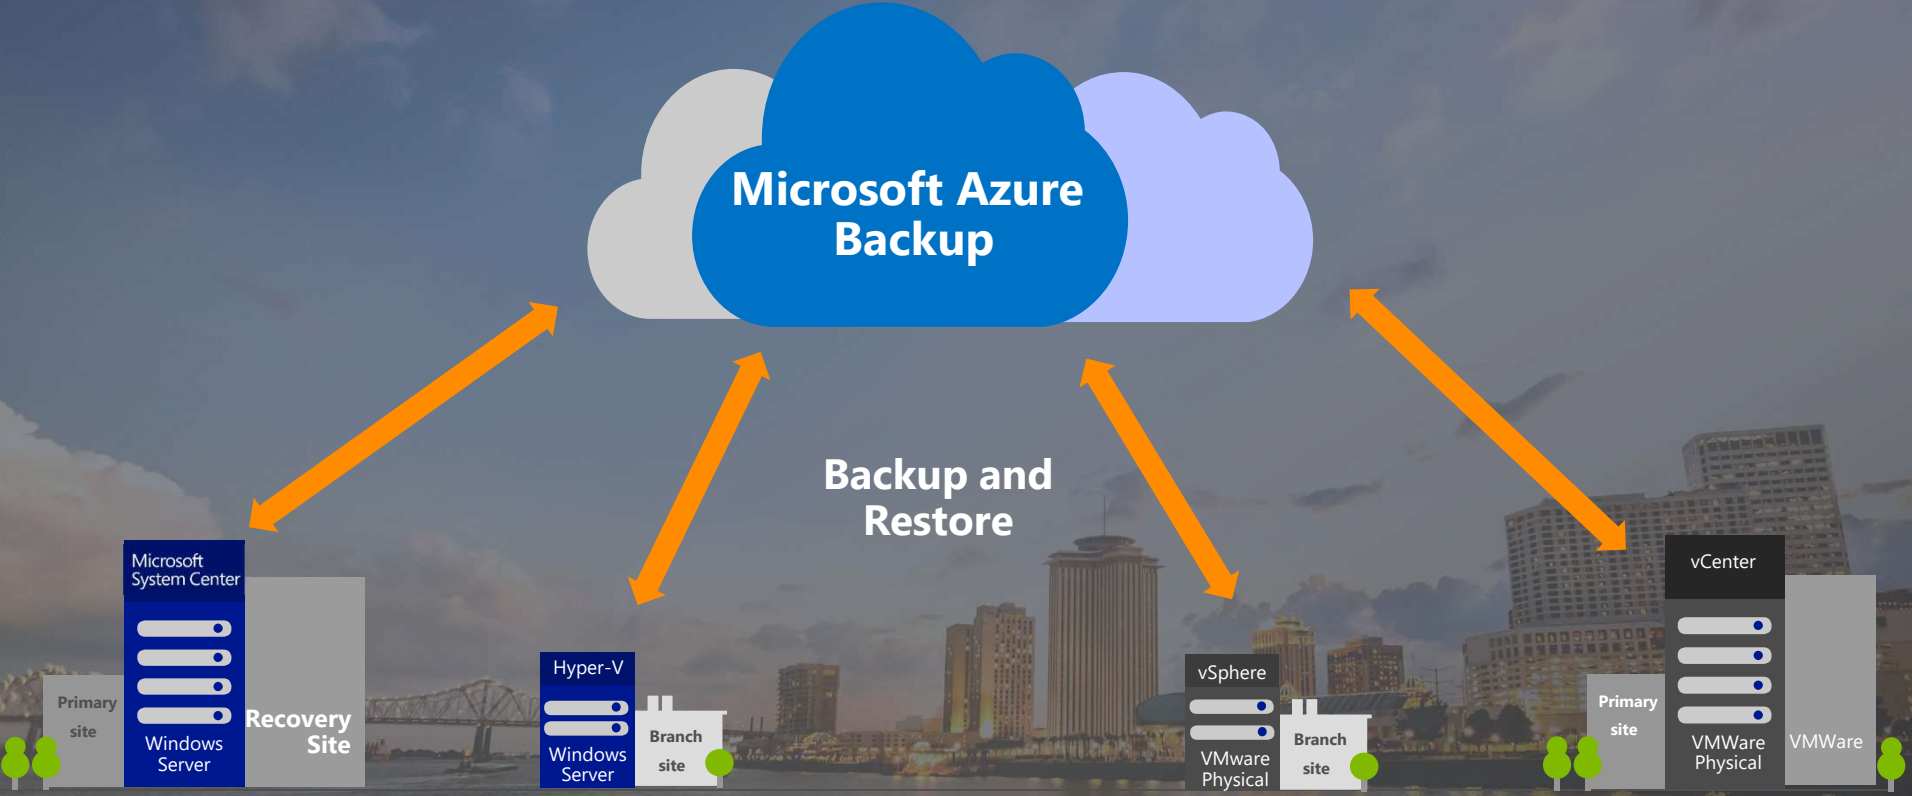 Microsoft Azure
Backup
Backup and
Restore
Microsoft
System Center
Primary
site
Windows
Server
Recovery
Site
Hyper-V
Windows
Server
Branch
site
vSphere
VMware
Physical
Branch
site
vCenter
Primary
site
VMWare
Physical
VMWare